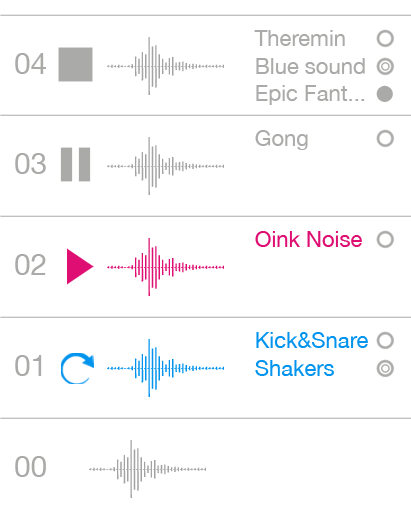 04
Theremin
Blue sound
Epic Fant...
03
Gong
02
Oink Noise
01
Kick&Snare
Shakers
00